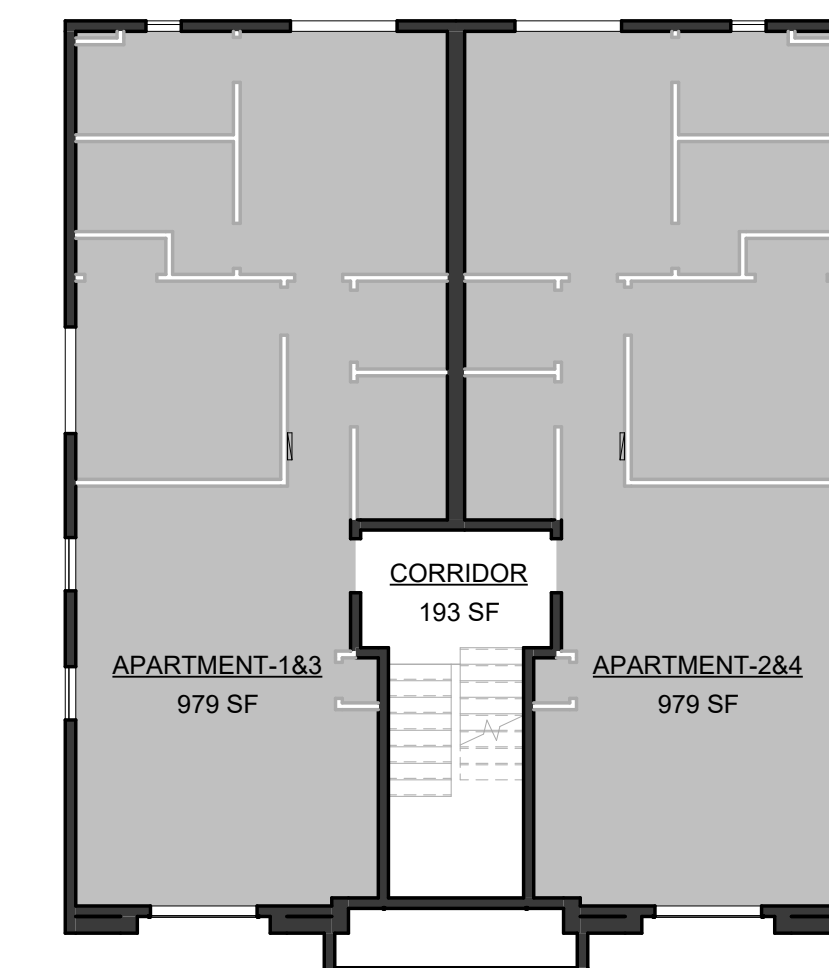 CORRIDOR
193 SF
APARTMENT-1&3
979 SF
APARTMENT-2&4
979 SF